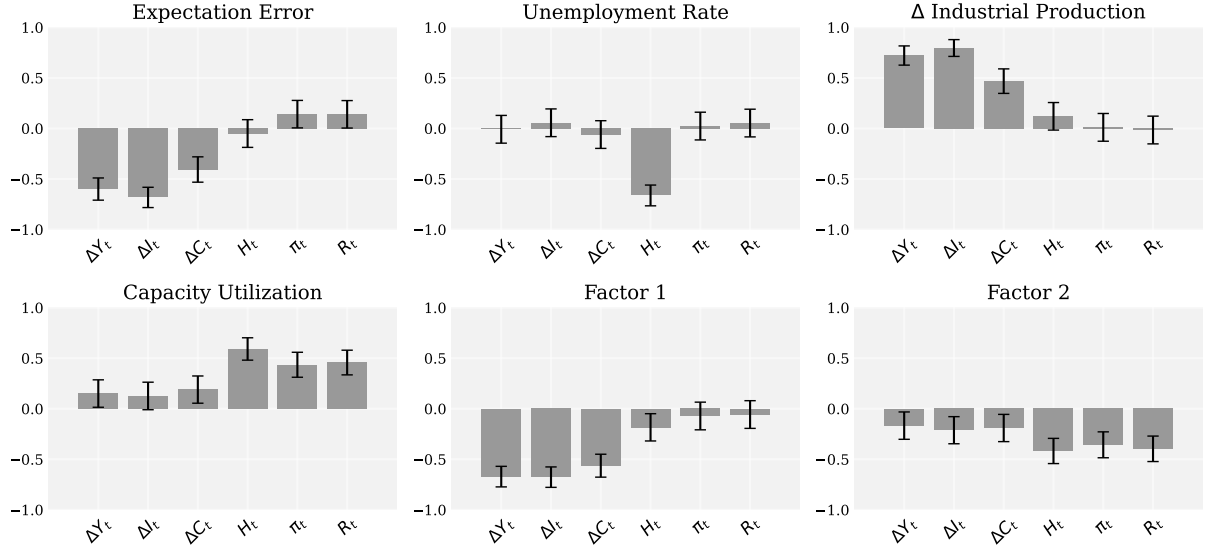 Expectation Error
1.0
0.5
0.0
−0.5
−1.0
ΔYₜ ΔIₜ ΔCₜ Hₜ πₜ Rₜ
Unemployment Rate
1.0
0.5
0.0
−0.5
−1.0
ΔYₜ ΔIₜ ΔCₜ Hₜ πₜ Rₜ
Δ Industrial Production
1.0
0.5
0.0
−0.5
−1.0
ΔYₜ ΔIₜ ΔCₜ Hₜ πₜ Rₜ
Capacity Utilization
1.0
0.5
0.0
−0.5
−1.0
ΔYₜ ΔIₜ ΔCₜ Hₜ πₜ Rₜ
Factor 1
1.0
0.5
0.0
−0.5
−1.0
ΔYₜ ΔIₜ ΔCₜ Hₜ πₜ Rₜ
Factor 2
1.0
0.5
0.0
−0.5
−1.0
ΔYₜ ΔIₜ ΔCₜ Hₜ πₜ Rₜ